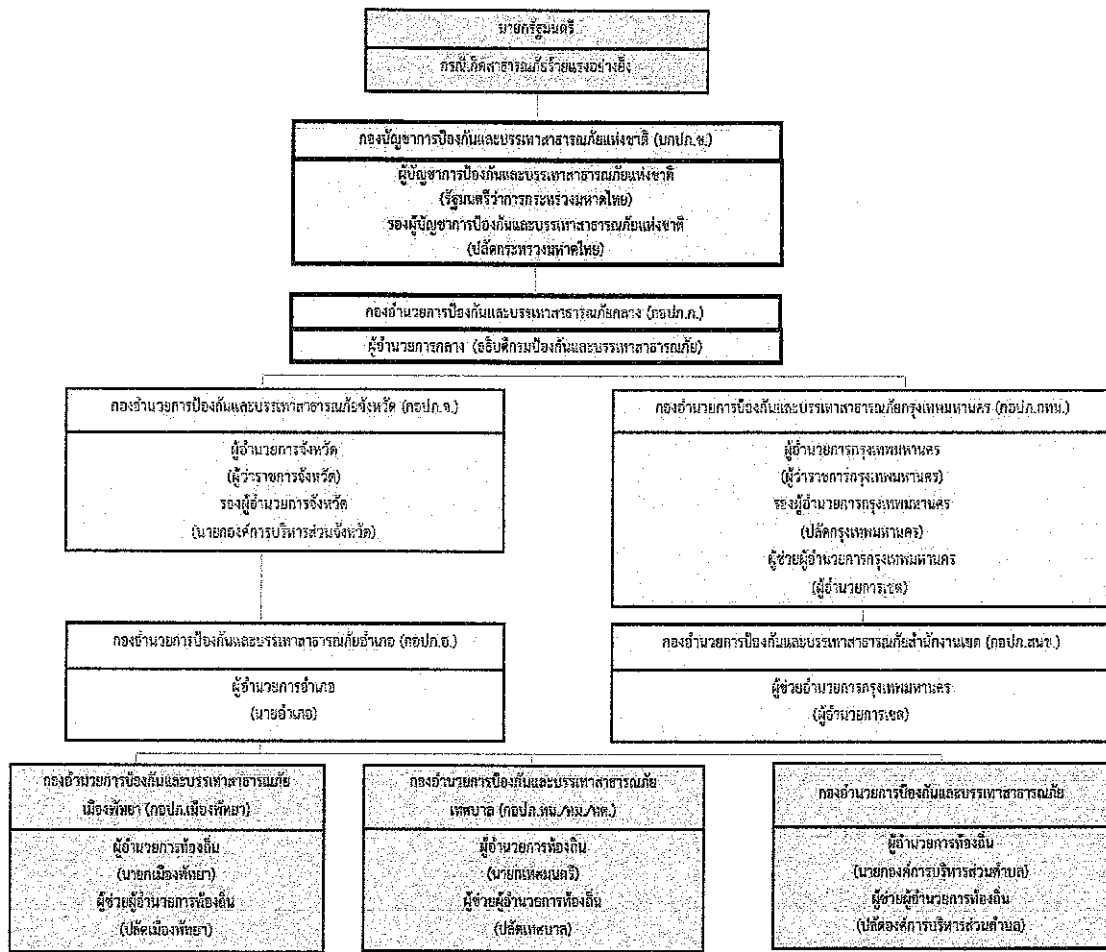 นายกรัฐมนตรี
กรณีเกิดสาธารณภัยร้ายแรงอย่างยิ่ง
กองบัญชาการป้องกันและบรรเทาสาธารณภัยแห่งชาติ (บกปภ.ช.)
ผู้บัญชาการป้องกันและบรรเทาสาธารณภัยแห่งชาติ
(รัฐมนตรีว่าการกระทรวงมหาดไทย)
รองผู้บัญชาการป้องกันและบรรเทาสาธารณภัยแห่งชาติ
(ปลัดกระทรวงมหาดไทย)
กองอำนวยการป้องกันและบรรเทาสาธารณภัยกลาง (กอปภ.ก.)
ผู้อำนวยการกลาง (อธิบดีกรมป้องกันและบรรเทาสาธารณภัย)
กองอำนวยการป้องกันและบรรเทาสาธารณภัยจังหวัด (กอปภ.จ.)
ผู้อำนวยการจังหวัด
(ผู้ว่าราชการจังหวัด)
รองผู้อำนวยการจังหวัด
(นายกองค์การบริหารส่วนจังหวัด)
กองอำนวยการป้องกันและบรรเทาสาธารณภัยกรุงเทพมหานคร (กอปภ.กทม.)
ผู้อำนวยการกรุงเทพมหานคร
(ผู้ว่าราชการกรุงเทพมหานคร)
รองผู้อำนวยการกรุงเทพมหานคร
(ปลัดกรุงเทพมหานคร)
ผู้ช่วยผู้อำนวยการกรุงเทพมหานคร
(ผู้อำนวยการเขต)
กองอำนวยการป้องกันและบรรเทาสาธารณภัยอำเภอ (กอปภ.อ.)
ผู้อำนวยการอำเภอ
(นายอำเภอ)
กองอำนวยการป้องกันและบรรเทาสาธารณภัยสำนักงานเขต (กอปภ.สนข.)
ผู้ช่วยอำนวยการกรุงเทพมหานคร
(ผู้อำนวยการเขต)
กองอำนวยการป้องกันและบรรเทาสาธารณภัย
เมืองพัทยา (กอปภ.เมืองพัทยา)
ผู้อำนวยการท้องถิ่น
(นายกเมืองพัทยา)
ผู้ช่วยผู้อำนวยการท้องถิ่น
(ปลัดเมืองพัทยา)
กองอำนวยการป้องกันและบรรเทาสาธารณภัย
เทศบาล (กอปภ.ทน./ทม./ทต.)
ผู้อำนวยการท้องถิ่น
(นายกเทศมนตรี)
ผู้ช่วยผู้อำนวยการท้องถิ่น
(ปลัดเทศบาล)
กองอำนวยการป้องกันและบรรเทาสาธารณภัย
ผู้อำนวยการท้องถิ่น
(นายกองค์การบริหารส่วนตำบล)
ผู้ช่วยผู้อำนวยการท้องถิ่น
(ปลัดองค์การบริหารส่วนตำบล)